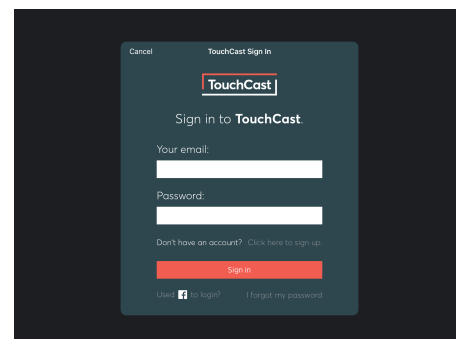 Cancel TouchCast Sign In
TouchCast
Sign in to TouchCast.
Your email:
Password:
Don't have an account? Click here to sign up.
Sign in
Used f to login? I forgot my password